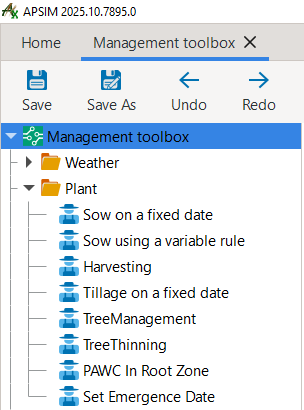 APSIM 2025.10.7895.0
Home Management toolbox
Save Save As Undo Redo
Management toolbox
Weather
Plant
Sow on a fixed date
Sow using a variable rule
Harvesting
Tillage on a fixed date
TreeManagement
TreeThinning
PAWC In Root Zone
Set Emergence Date